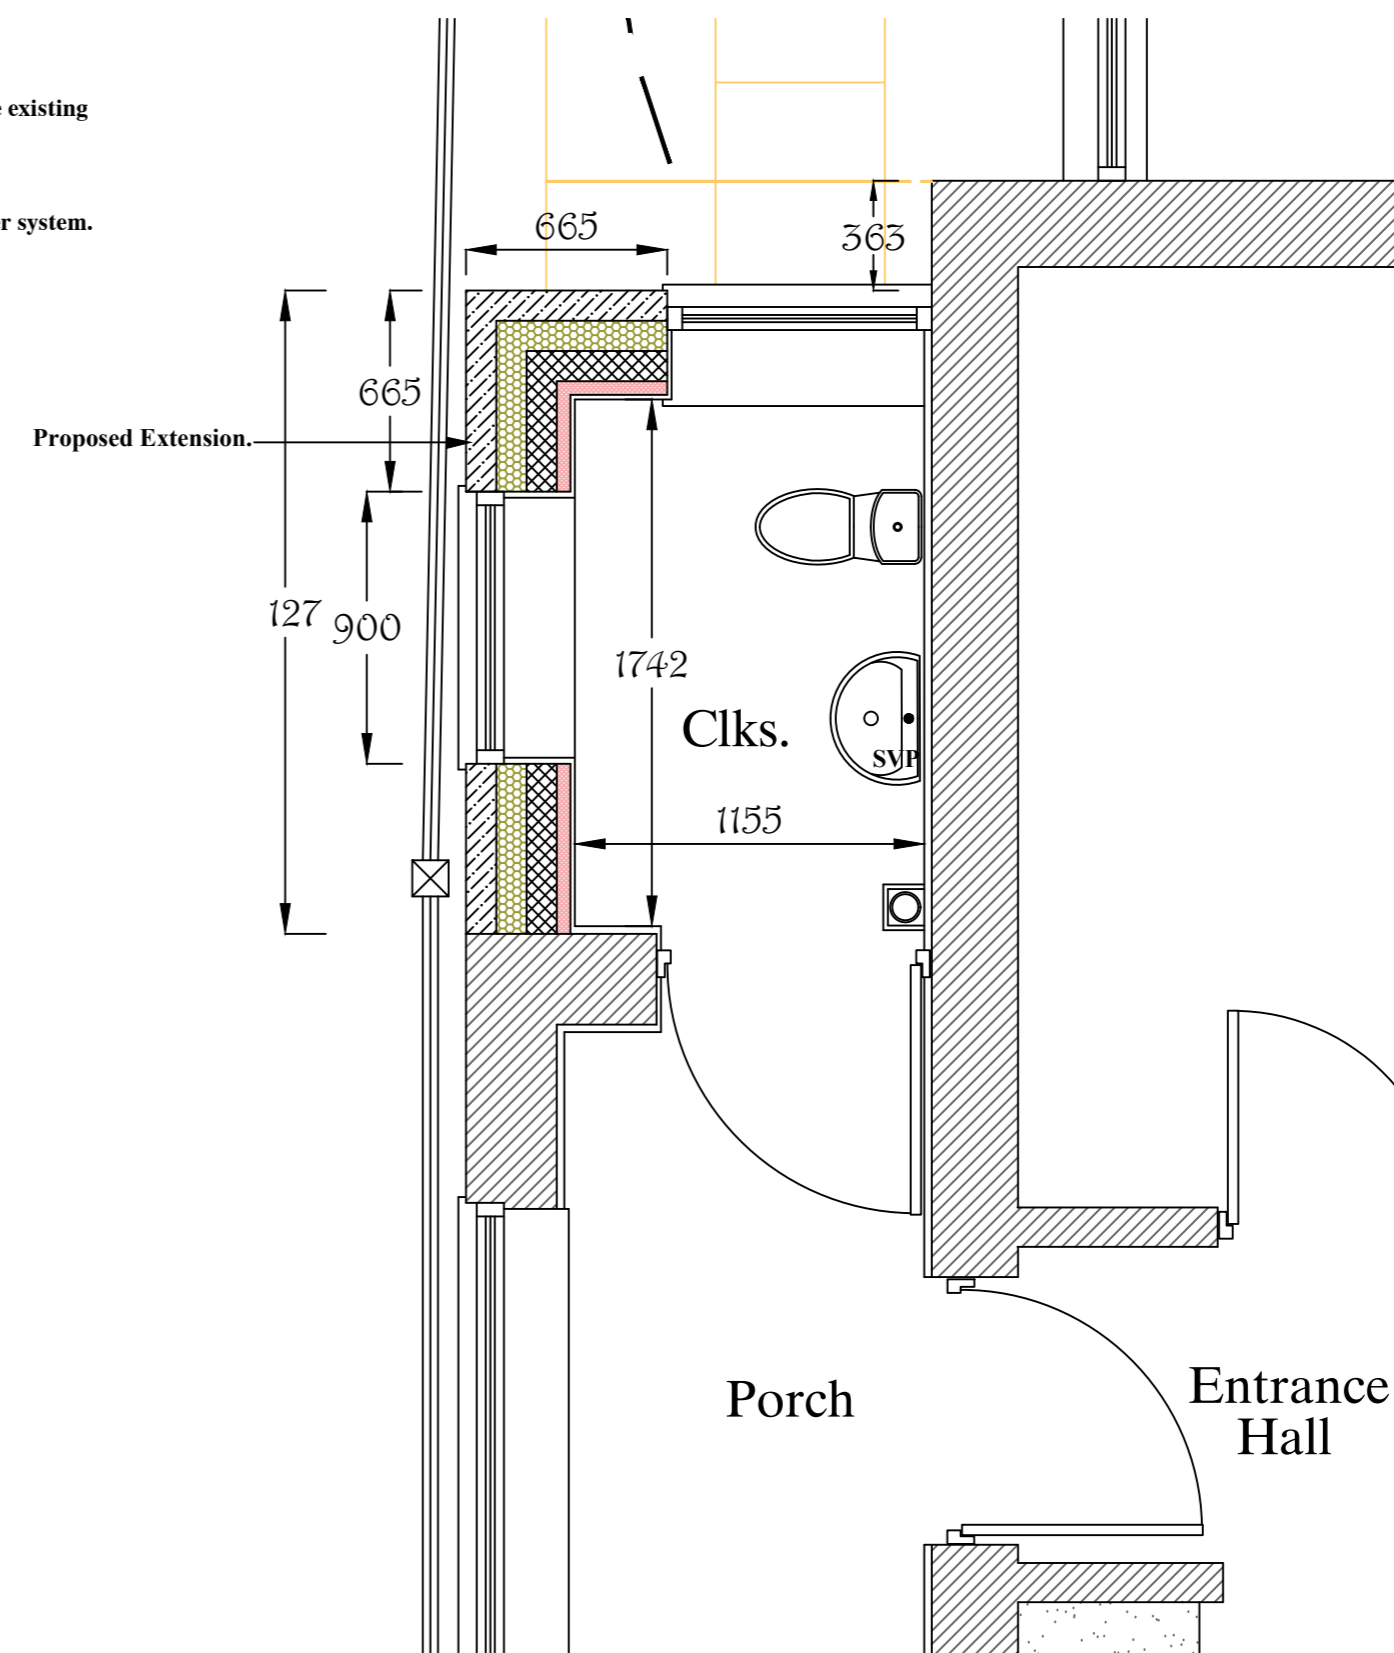 existing
system.
665
363
665
Proposed Extension.
127
900
1742
Clks.
SVP
1155
Porch
Entrance
Hall